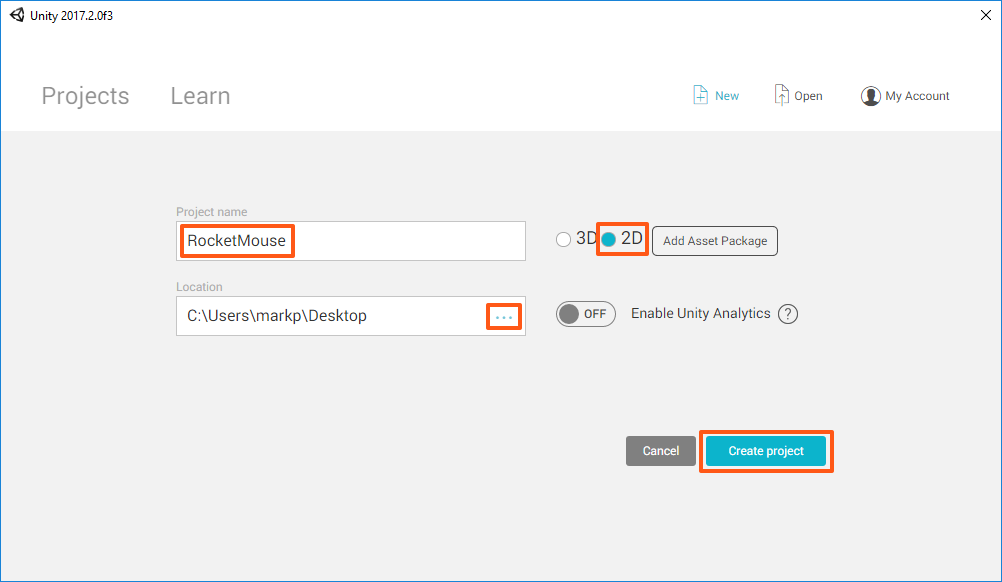 Unity 2017.2.0f3
Projects Learn New Open My Account
Project name
RocketMouse 3D 2D Add Asset Package
Location
C:\Users\markp\Desktop ... OFF Enable Unity Analytics ?
Cancel Create project